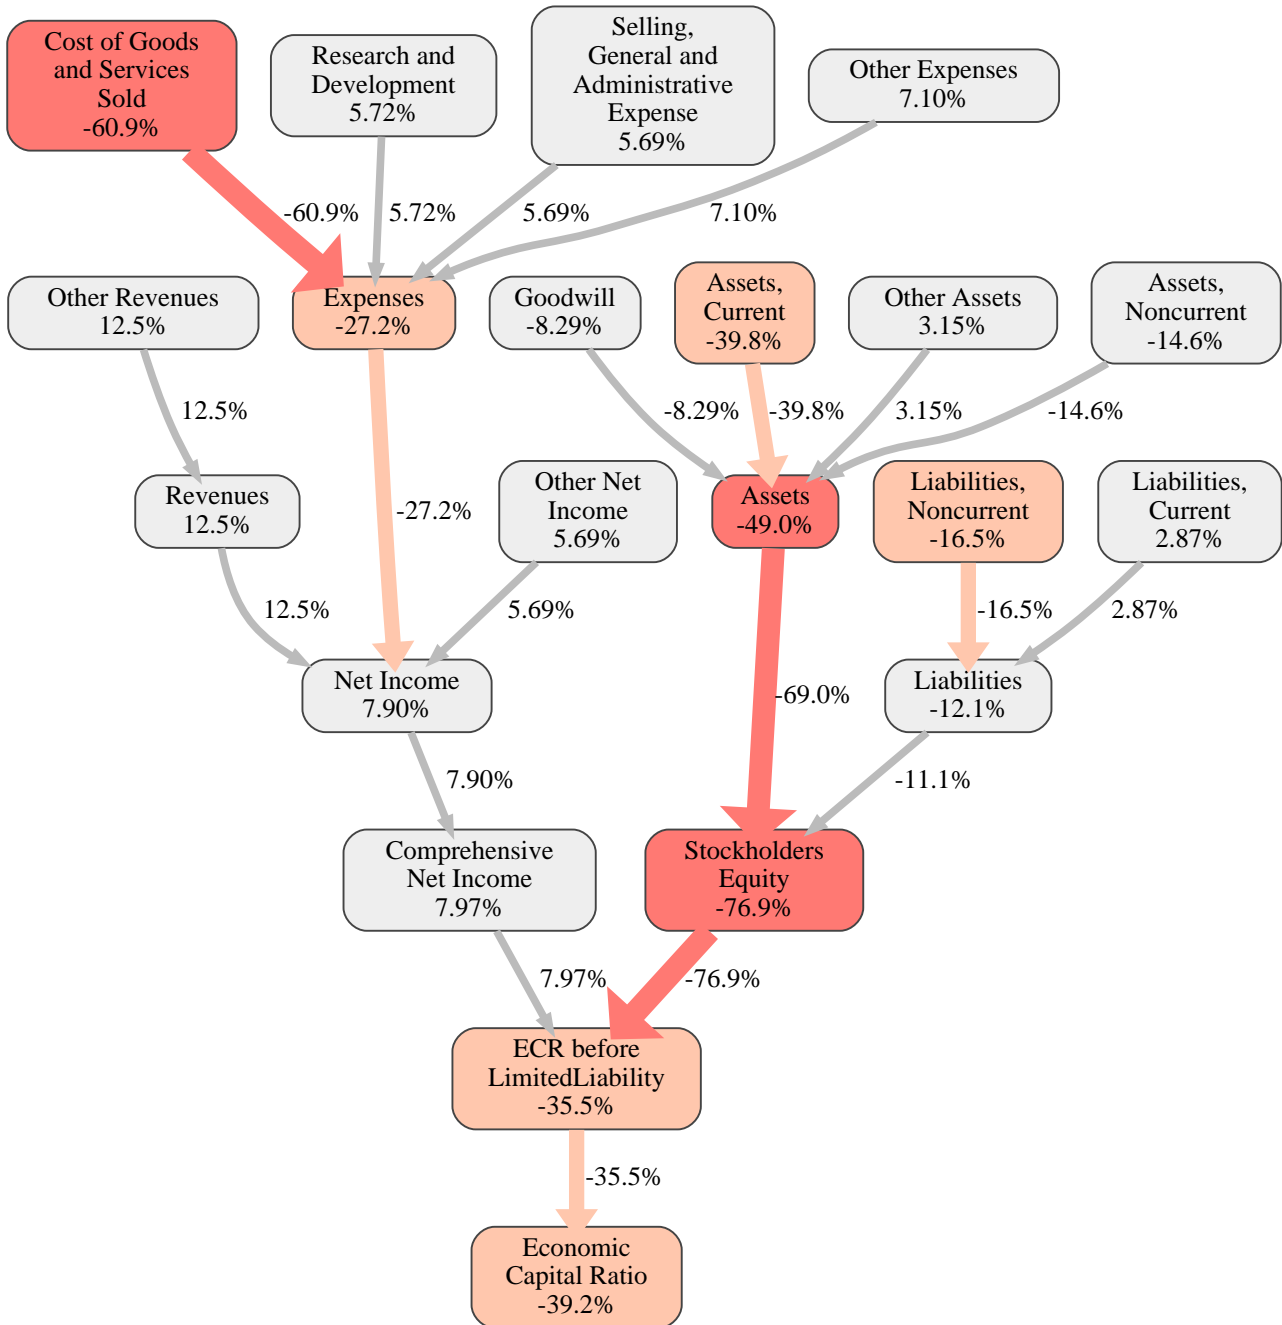 Cost of Goods
and Services
Sold
-60.9%
Research and
Development
5.72%
Selling,
General and
Administrative
Expense
5.69%
Other Expenses
7.10%
-60.9%
5.72%
5.69%
7.10%
Other Revenues
12.5%
Expenses
-27.2%
Goodwill
-8.29%
Assets,
Current
-39.8%
Other Assets
3.15%
Assets,
Noncurrent
-14.6%
12.5%
-8.29%
-39.8%
3.15%
-14.6%
Revenues
12.5%
-27.2%
Other Net
Income
5.69%
Assets
-49.0%
Liabilities,
Noncurrent
-16.5%
Liabilities,
Current
2.87%
12.5%
5.69%
-16.5%
2.87%
Net Income
7.90%
-69.0%
Liabilities
-12.1%
7.90%
-11.1%
Comprehensive
Net Income
7.97%
Stockholders
Equity
-76.9%
7.97%
-76.9%
ECR before
LimitedLiability
-35.5%
-35.5%
Economic
Capital Ratio
-39.2%